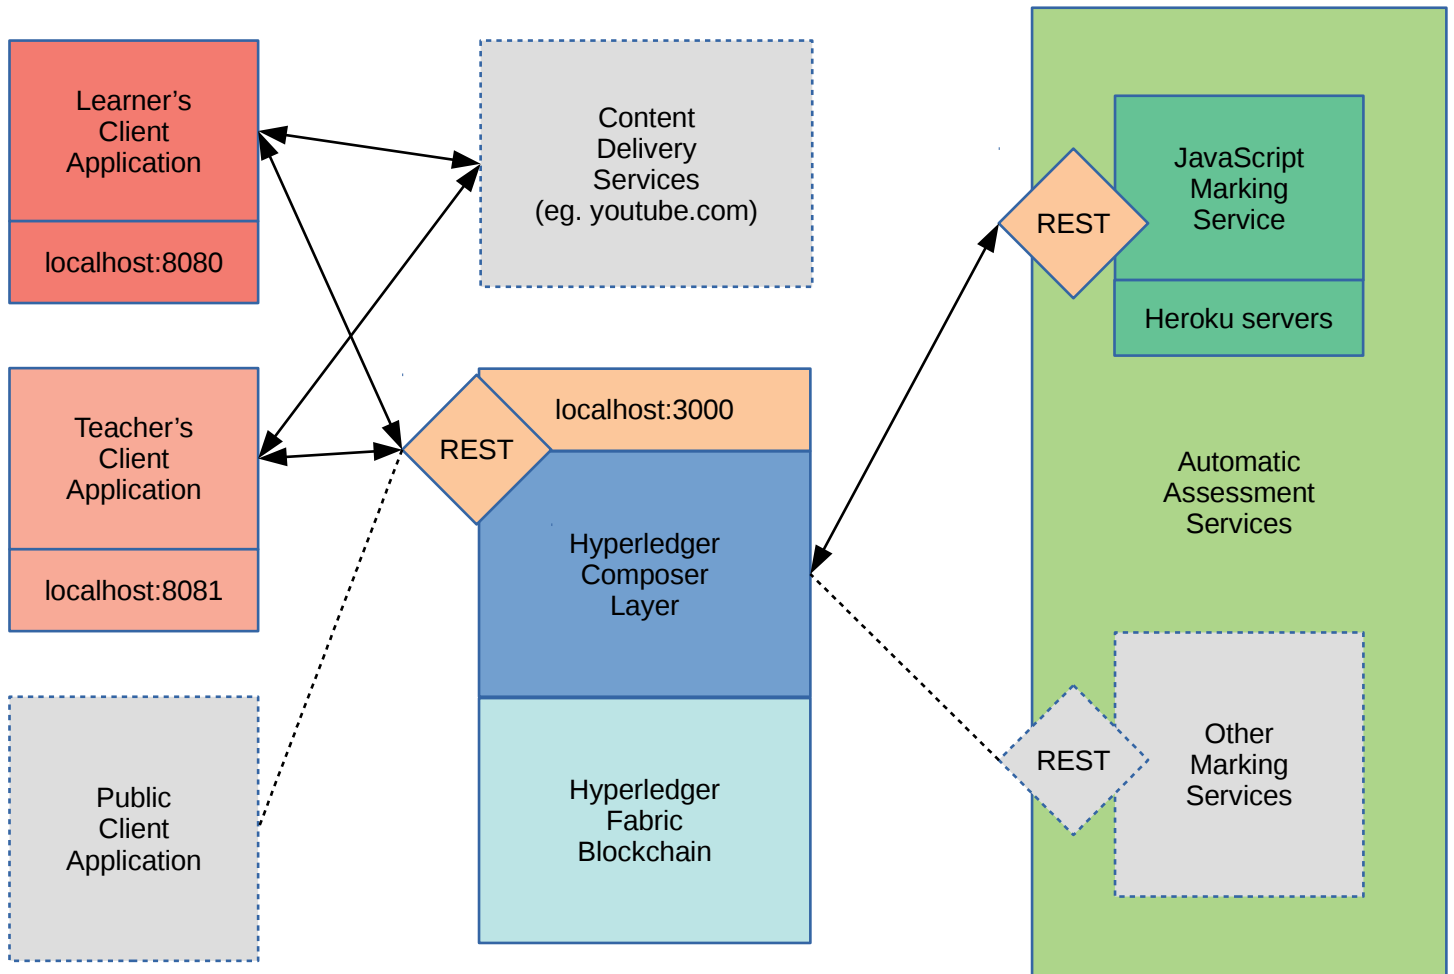 Learner’s
Client
Application
localhost:8080
Content
Delivery
Services
(eg. youtube.com)
JavaScript
Marking
Service
REST
Heroku servers
Teacher’s
Client
Application
localhost:8081
localhost:3000
REST
Hyperledger
Composer
Layer
Automatic
Assessment
Services
Public
Client
Application
Hyperledger
Fabric
Blockchain
REST
Other
Marking
Services